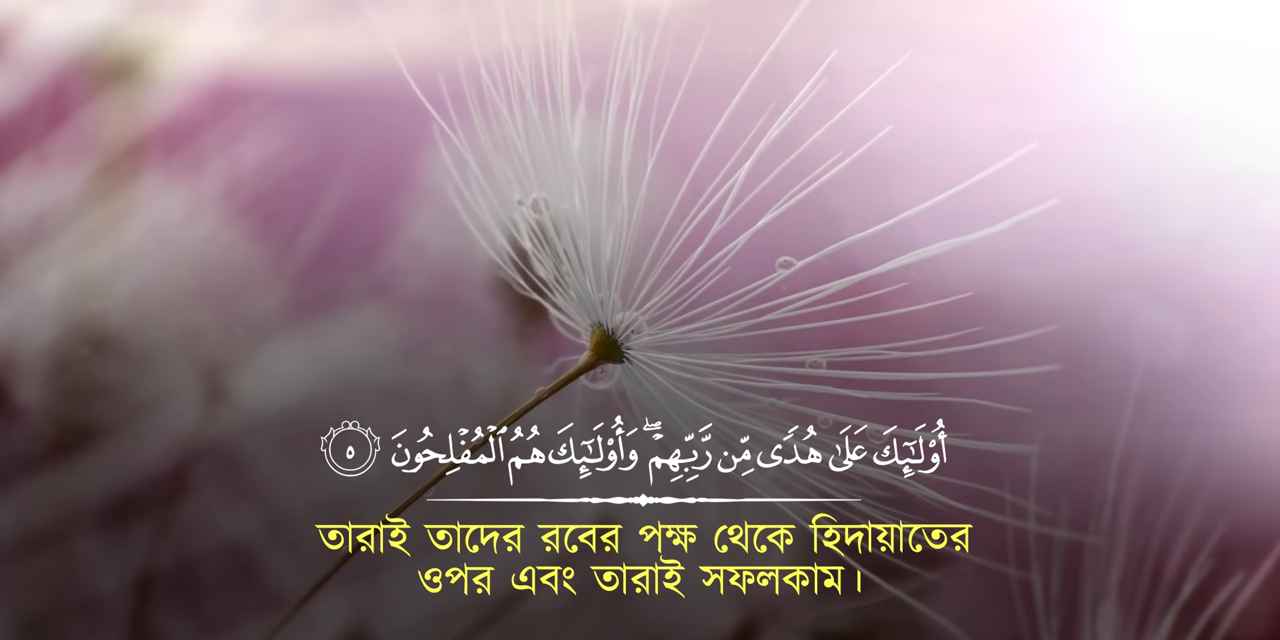 أُوْلَٰٓئِكَ عَلَىٰ هُدًى مِّن رَّبِّهِمْۖ وَأُوْلَٰٓئِكَ هُمُ ٱلْمُفْلِحُونَ ٥
তারাই তাদের রবের পক্ষ থেকে হিদায়াতের
ওপর এবং তারাই সফলকাম।